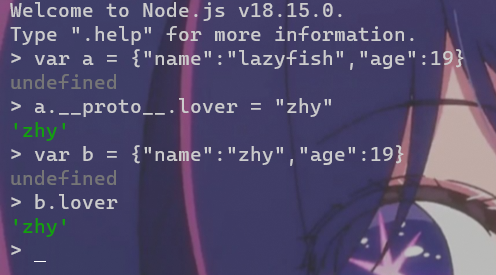 Welcome to Node.js v18.15.0.
Type ".help" for more information.
> var a = {"name":"lazyfish","age":19}
undefined
> a.__proto__.lover = "zhy"
'zhy'
> var b = {"name":"zhy","age":19}
undefined
> b.lover
'zhy'
> _